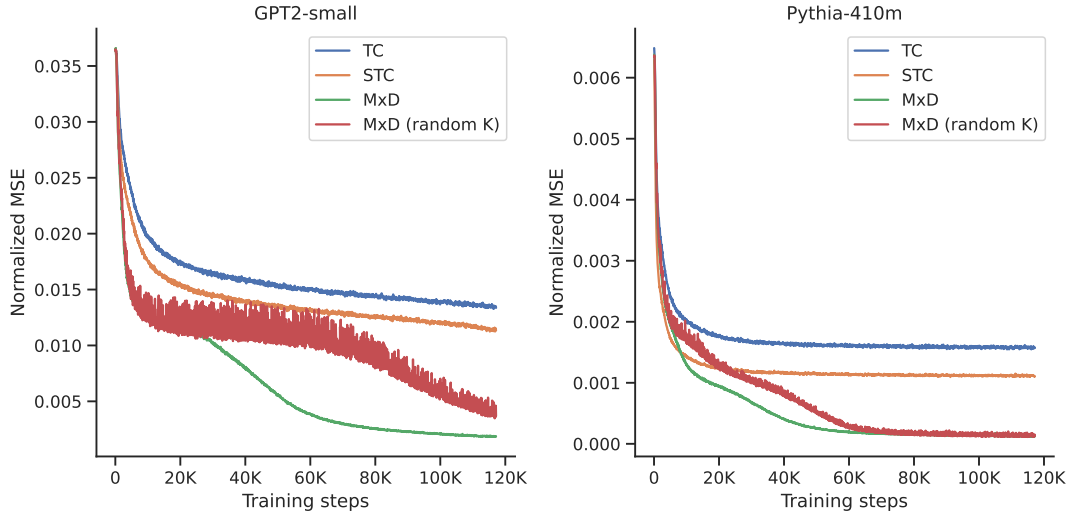 GPT2-small
Normalized MSE
0.035
0.030
0.025
0.020
0.015
0.010
0.005
TC
STC
MxD
MxD (random K)
0 20K 40K 60K 80K 100K 120K
Training steps
Pythia-410m
Normalized MSE
0.006
0.005
0.004
0.003
0.002
0.001
0.000
TC
STC
MxD
MxD (random K)
0 20K 40K 60K 80K 100K 120K
Training steps